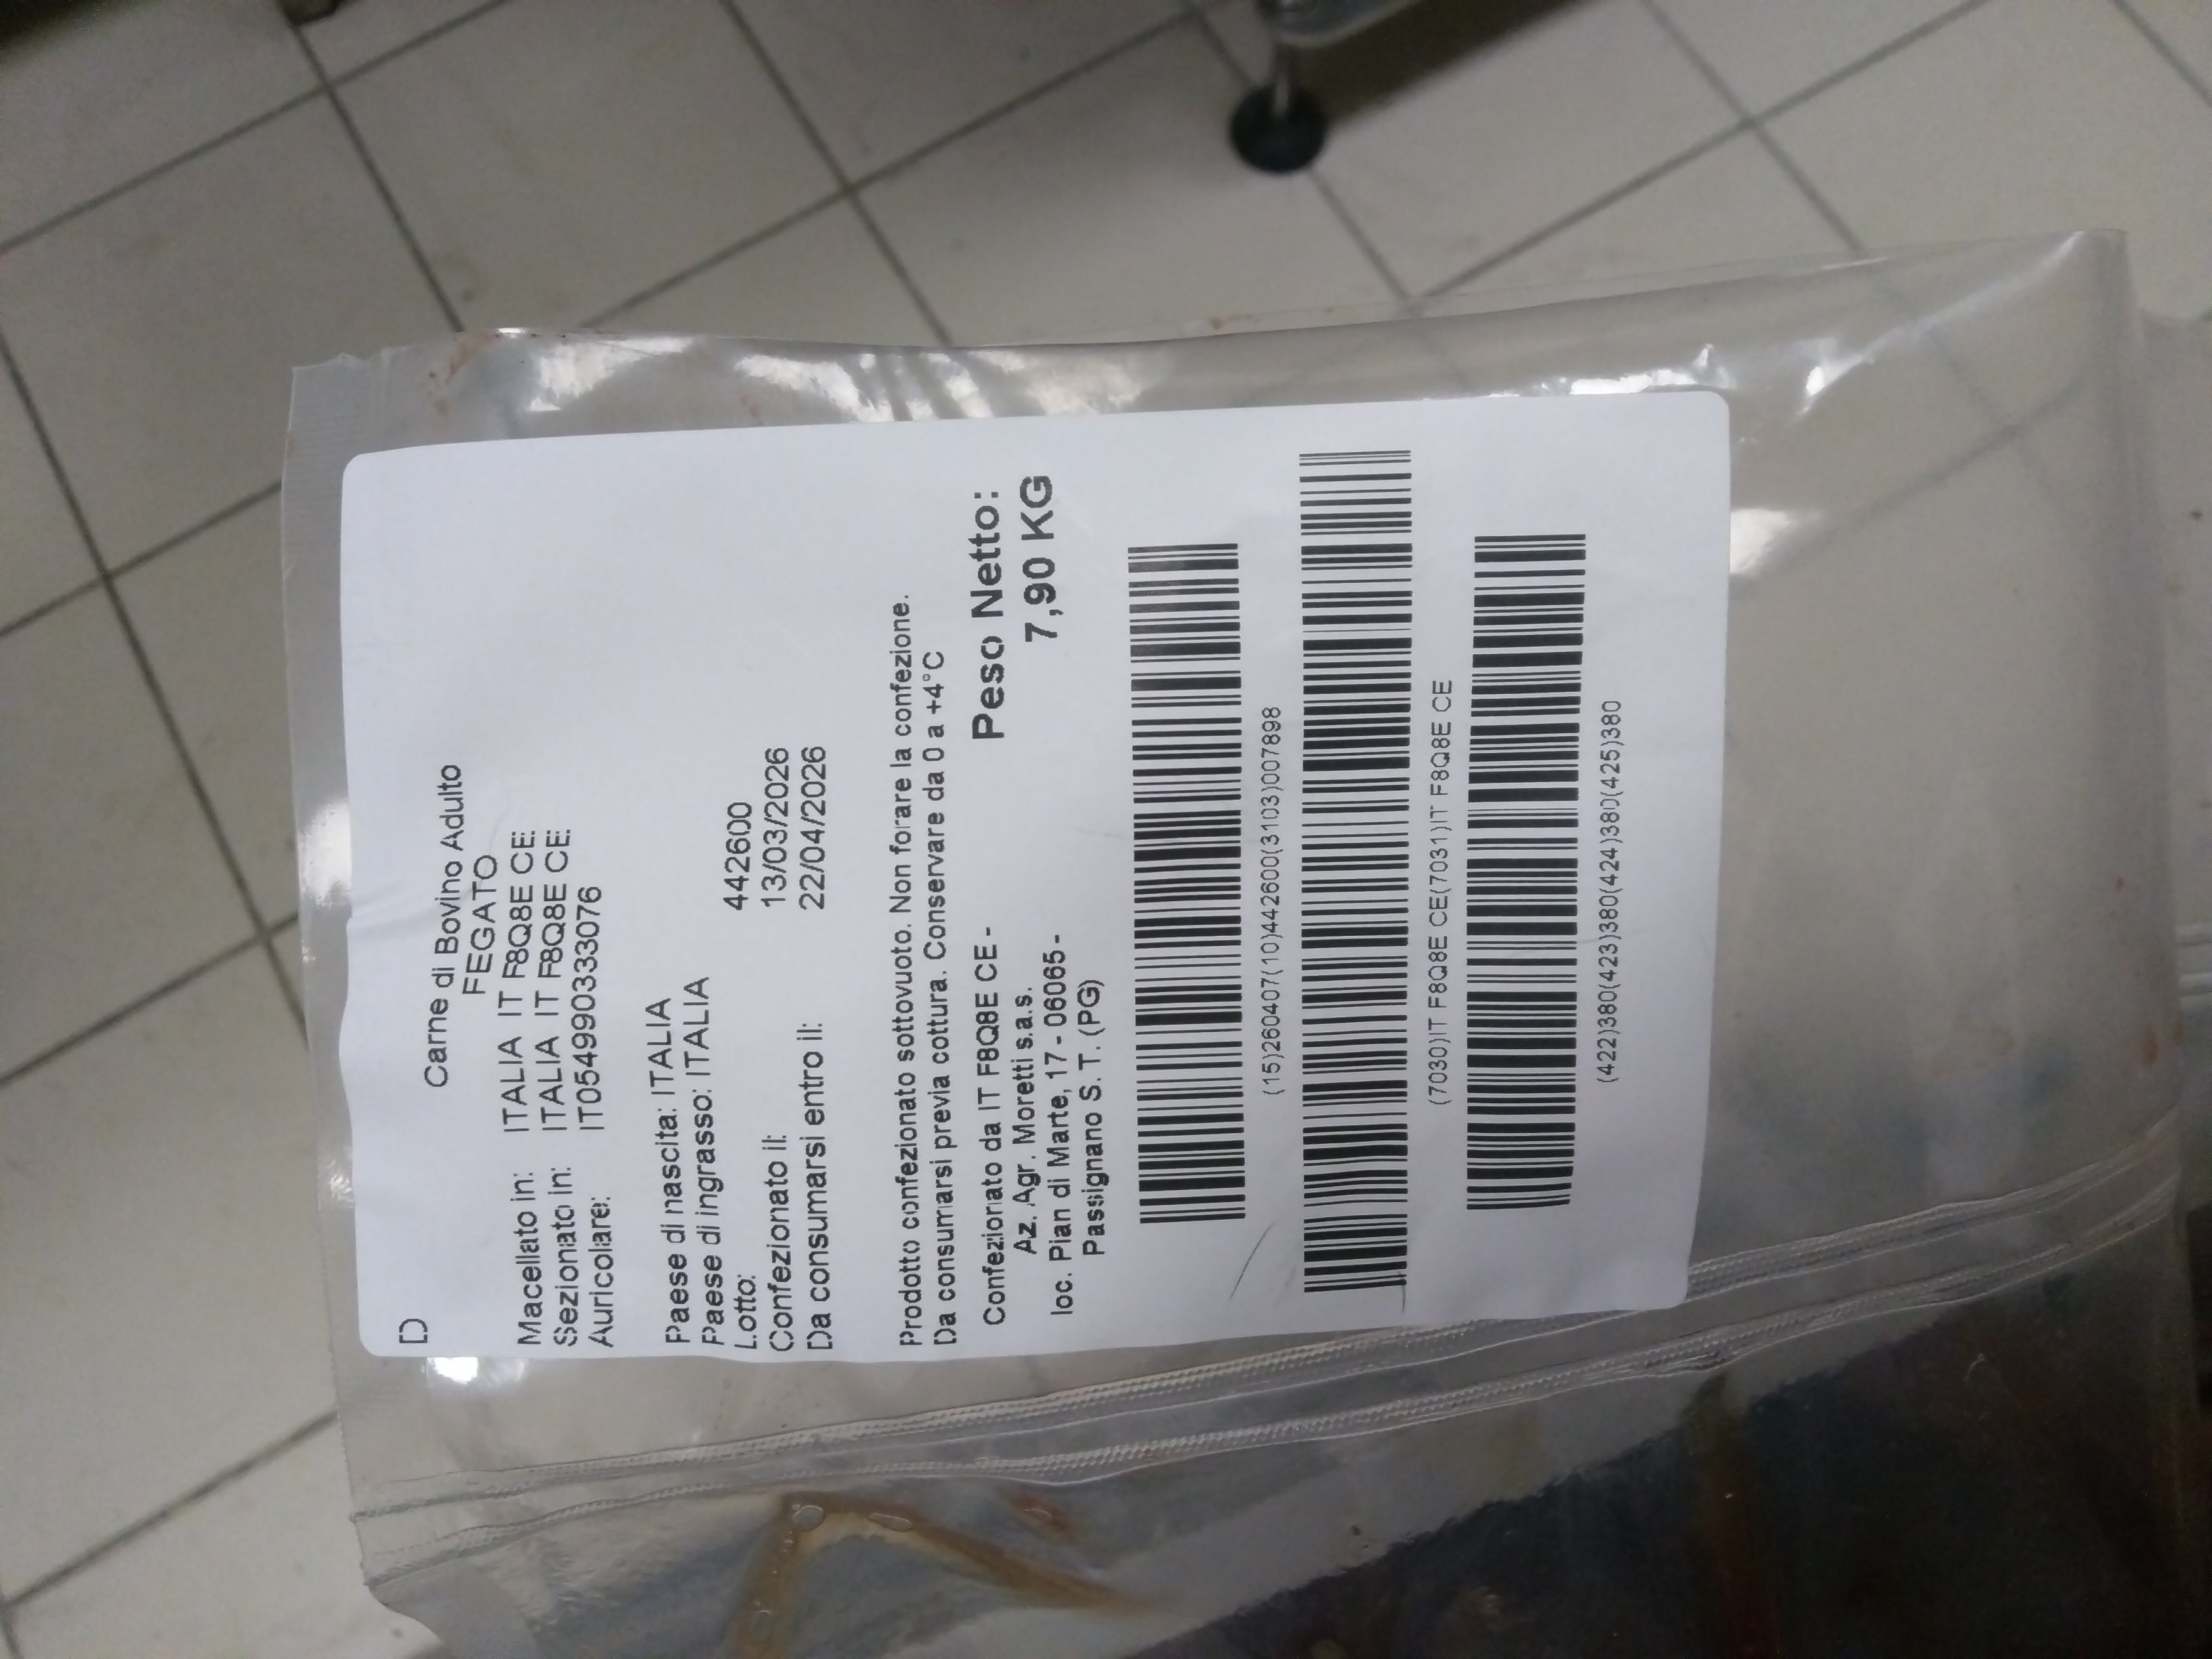 D
Carne di Bovino Adulto
FEGATO
Macellato in: ITALIA IT F8Q8E CE
Sezionato in: ITALIA IT F8Q8E CE
Auricolare: IT054990333076
Paese di nascita: ITALIA
Paese di ingrasso: ITALIA
Lotto: 442600
Confezionato il: 13/03/2026
Da consumarsi entro il: 22/04/2026
Prodotto confezionato sottovuoto. Non forare la confezione.
Da consumarsi previa cottura. Conservare da 0 a +4°C
Confezionato da IT F8Q8E CE -
Az. Agr. Moretti s.a.s.
loc. Pian di Marte, 17 - 06065 -
Passignano S. T. (PG)
Peso Netto:
7,90 KG
(15)260407(10)442600(3103)007898
(7030)IT F8Q8E CE(7031)IT F8Q8E CE
(422)380(423)380(424)380(425)380